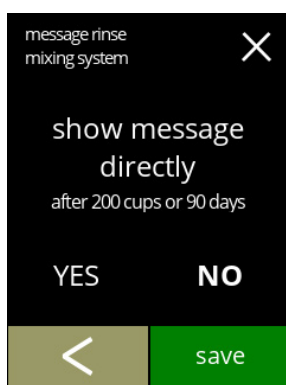 message rinse
mixing system
show message
directly
after 200 cups or 90 days
YES NO
save